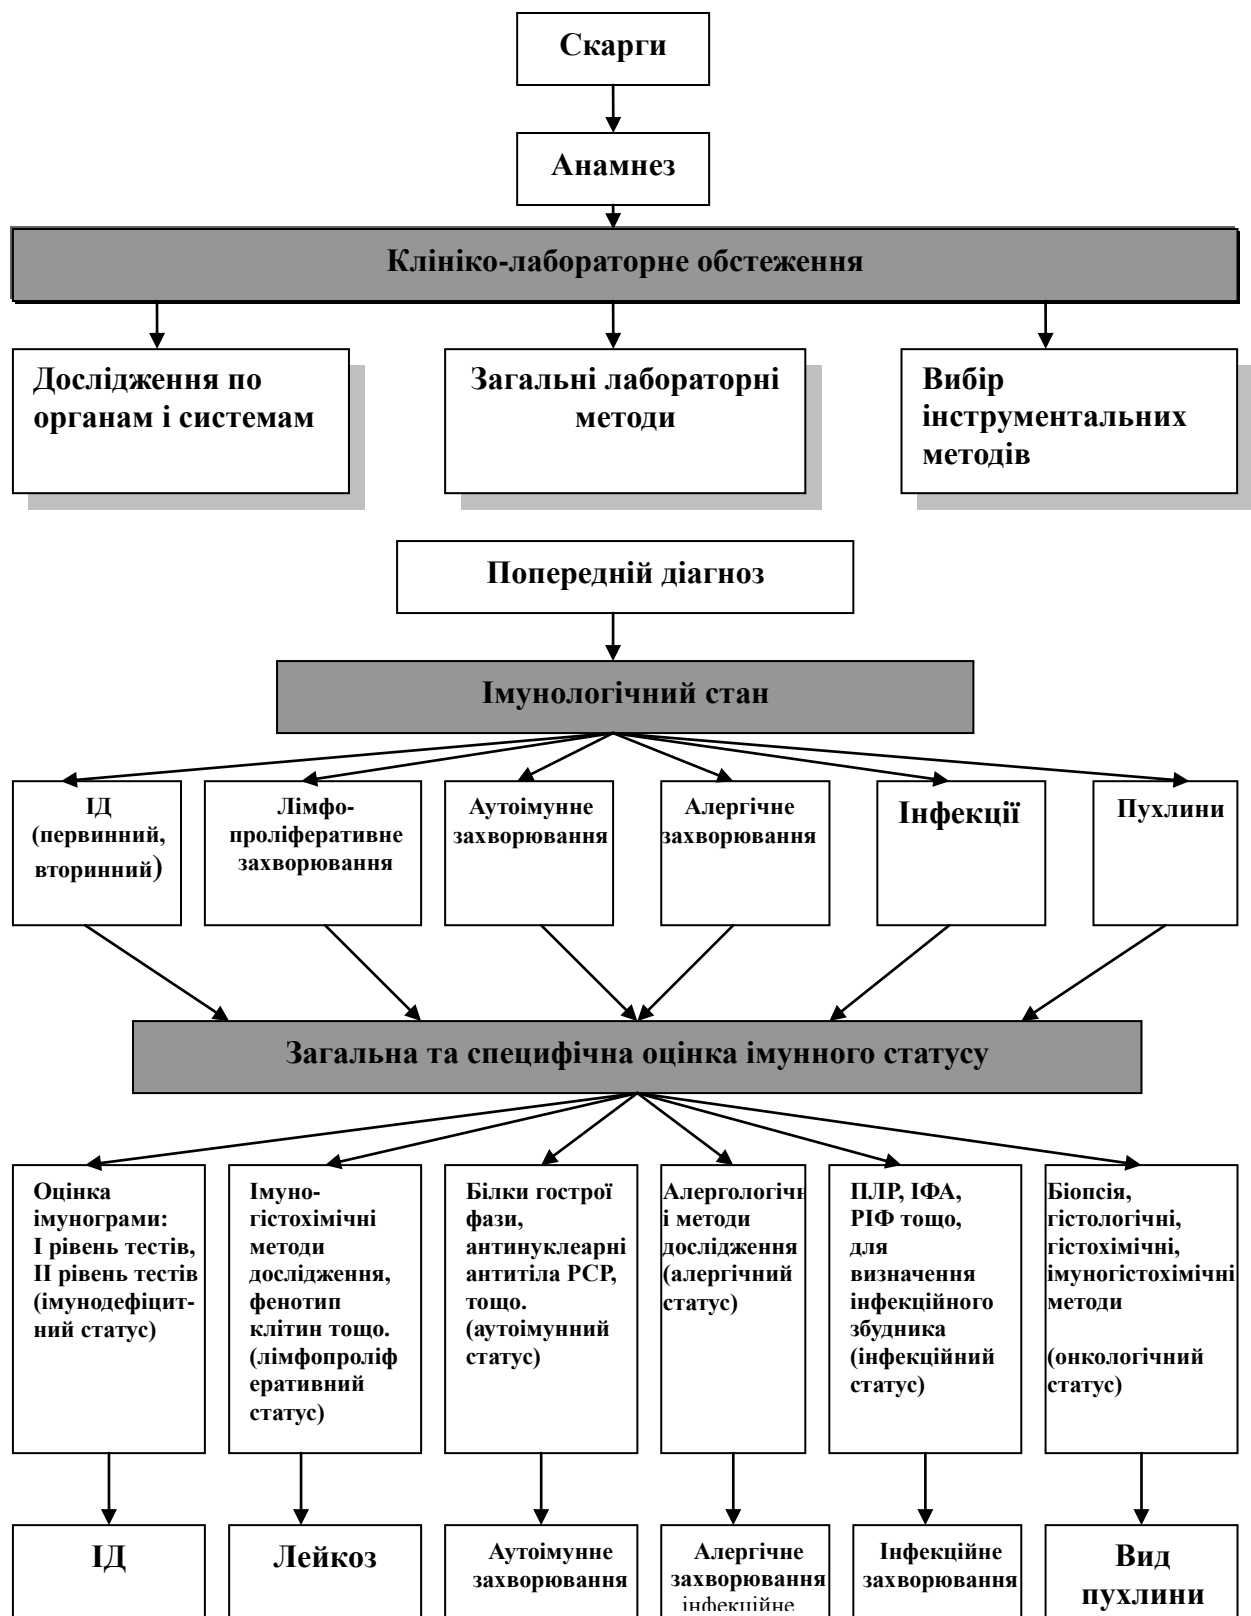 Скарги
Анамнез
Клініко-лабораторне обстеження
Дослідження по
органам і системам
Загальні лабораторні
методи
Вибір
інструментальних
методів
Попередній діагноз
Імунологічний стан
ІД
(первинний,
вторинний)
Лімфо-
проліферативне
захворювання
Аутоімунне
захворювання
Алергічне
захворювання
Інфекції
Пухлини
Загальна та специфічна оцінка імунного статусу
Оцінка
імунограми:
І рівень тестів,
ІІ рівень тестів
(імунодефіцит-
ний статус)
Імуно-
гістохімічні
методи
дослідження,
фенотип
клітин тощо.
(лімфопроліф
еративний
статус)
Білки гострої
фази,
антинуклеарні
антитіла РСР,
тощо.
(аутоімунний
статус)
Алергологічн
і методи
дослідження
(алергічний
статус)
ПЛР, ІФА,
РІФ тощо,
для
визначення
інфекційного
збудника
(інфекційний
статус)
Біопсія,
гістологічні,
гістохімічні,
імуногістохімічні
методи
(онкологічний
статус)
ІД
Лейкоз
Аутоімунне
захворювання
Алергічне
захворювання
інфекційне
Інфекційне
захворювання
Вид
пухлини